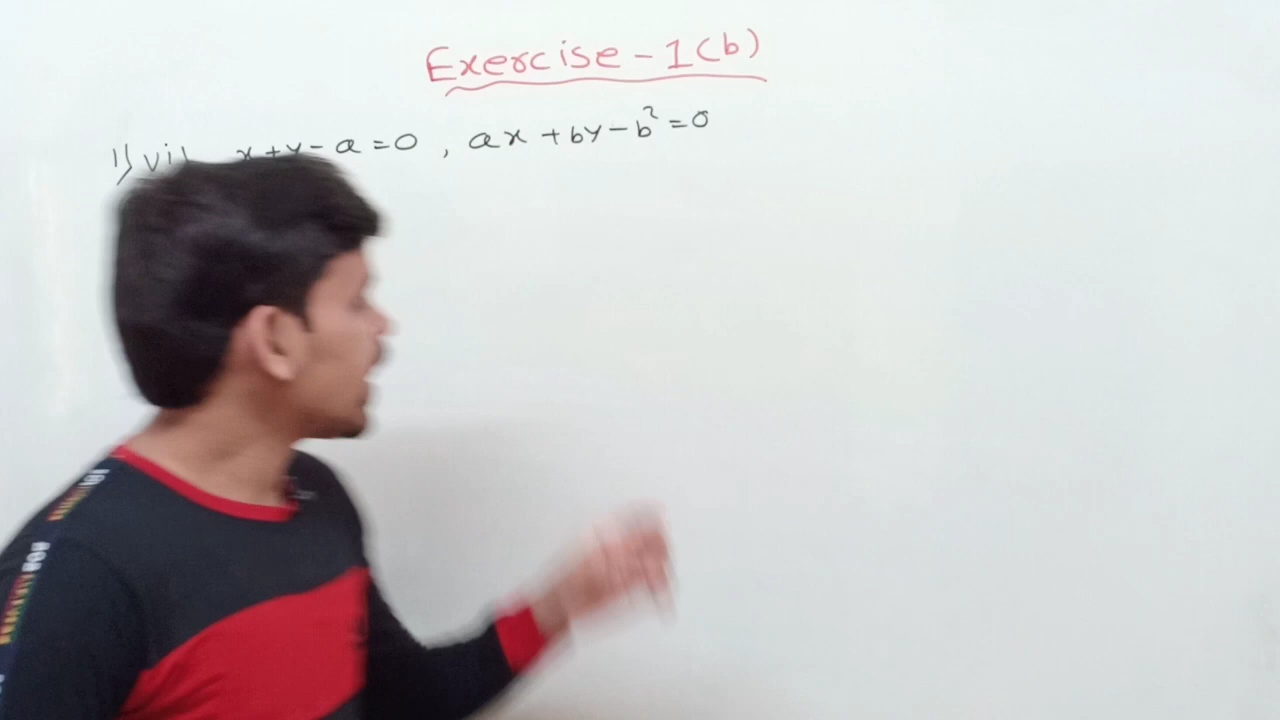 Exercise - 1(b)
1) vii x+y-a=0 , ax+by-b²=0